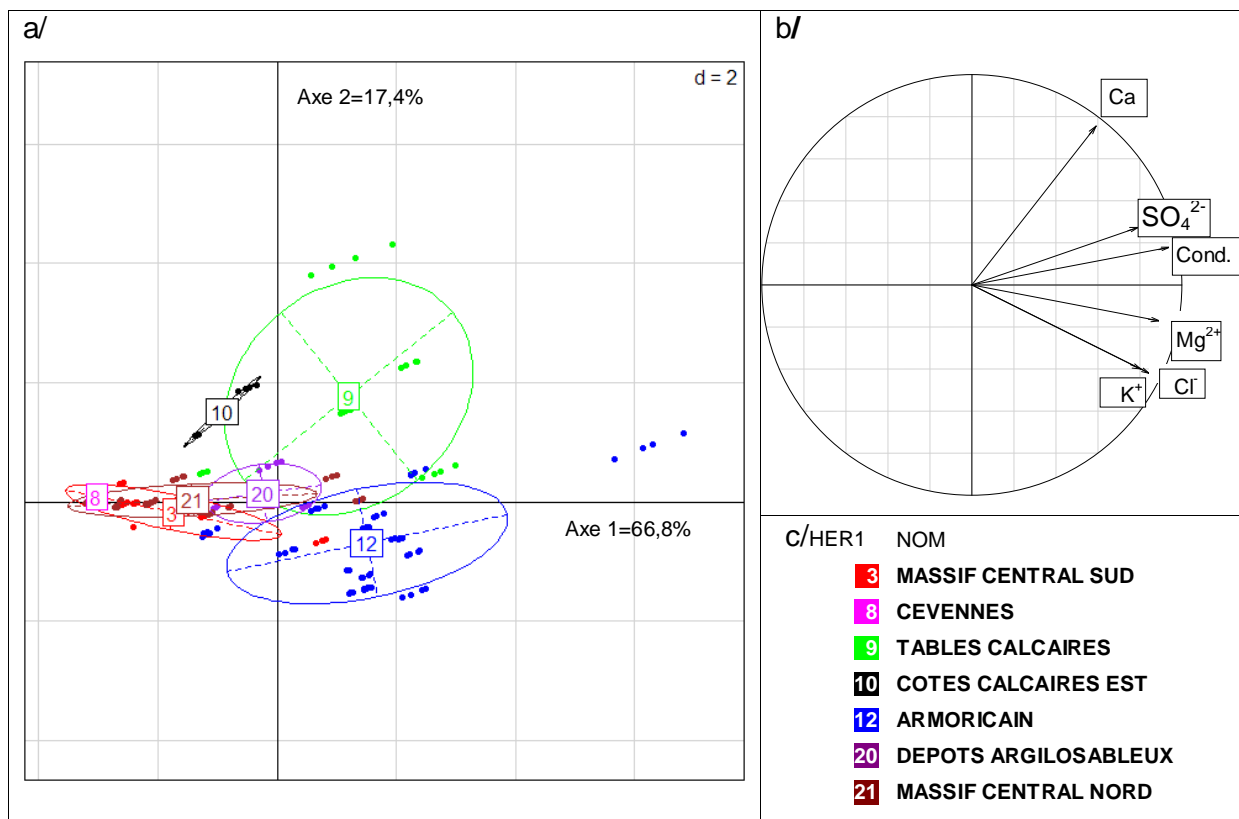 a/
d = 2
Axe 2=17,4%
10
9
8
21
20
3
12
Axe 1=66,8%
b/
Ca
SO₄²⁻
Cond.
Mg²⁺
K⁺
Cl⁻
c/HER1 NOM
3 MASSIF CENTRAL SUD
8 CEVENNES
9 TABLES CALCAIRES
10 COTES CALCAIRES EST
12 ARMORICAIN
20 DEPOTS ARGILOSABLEUX
21 MASSIF CENTRAL NORD